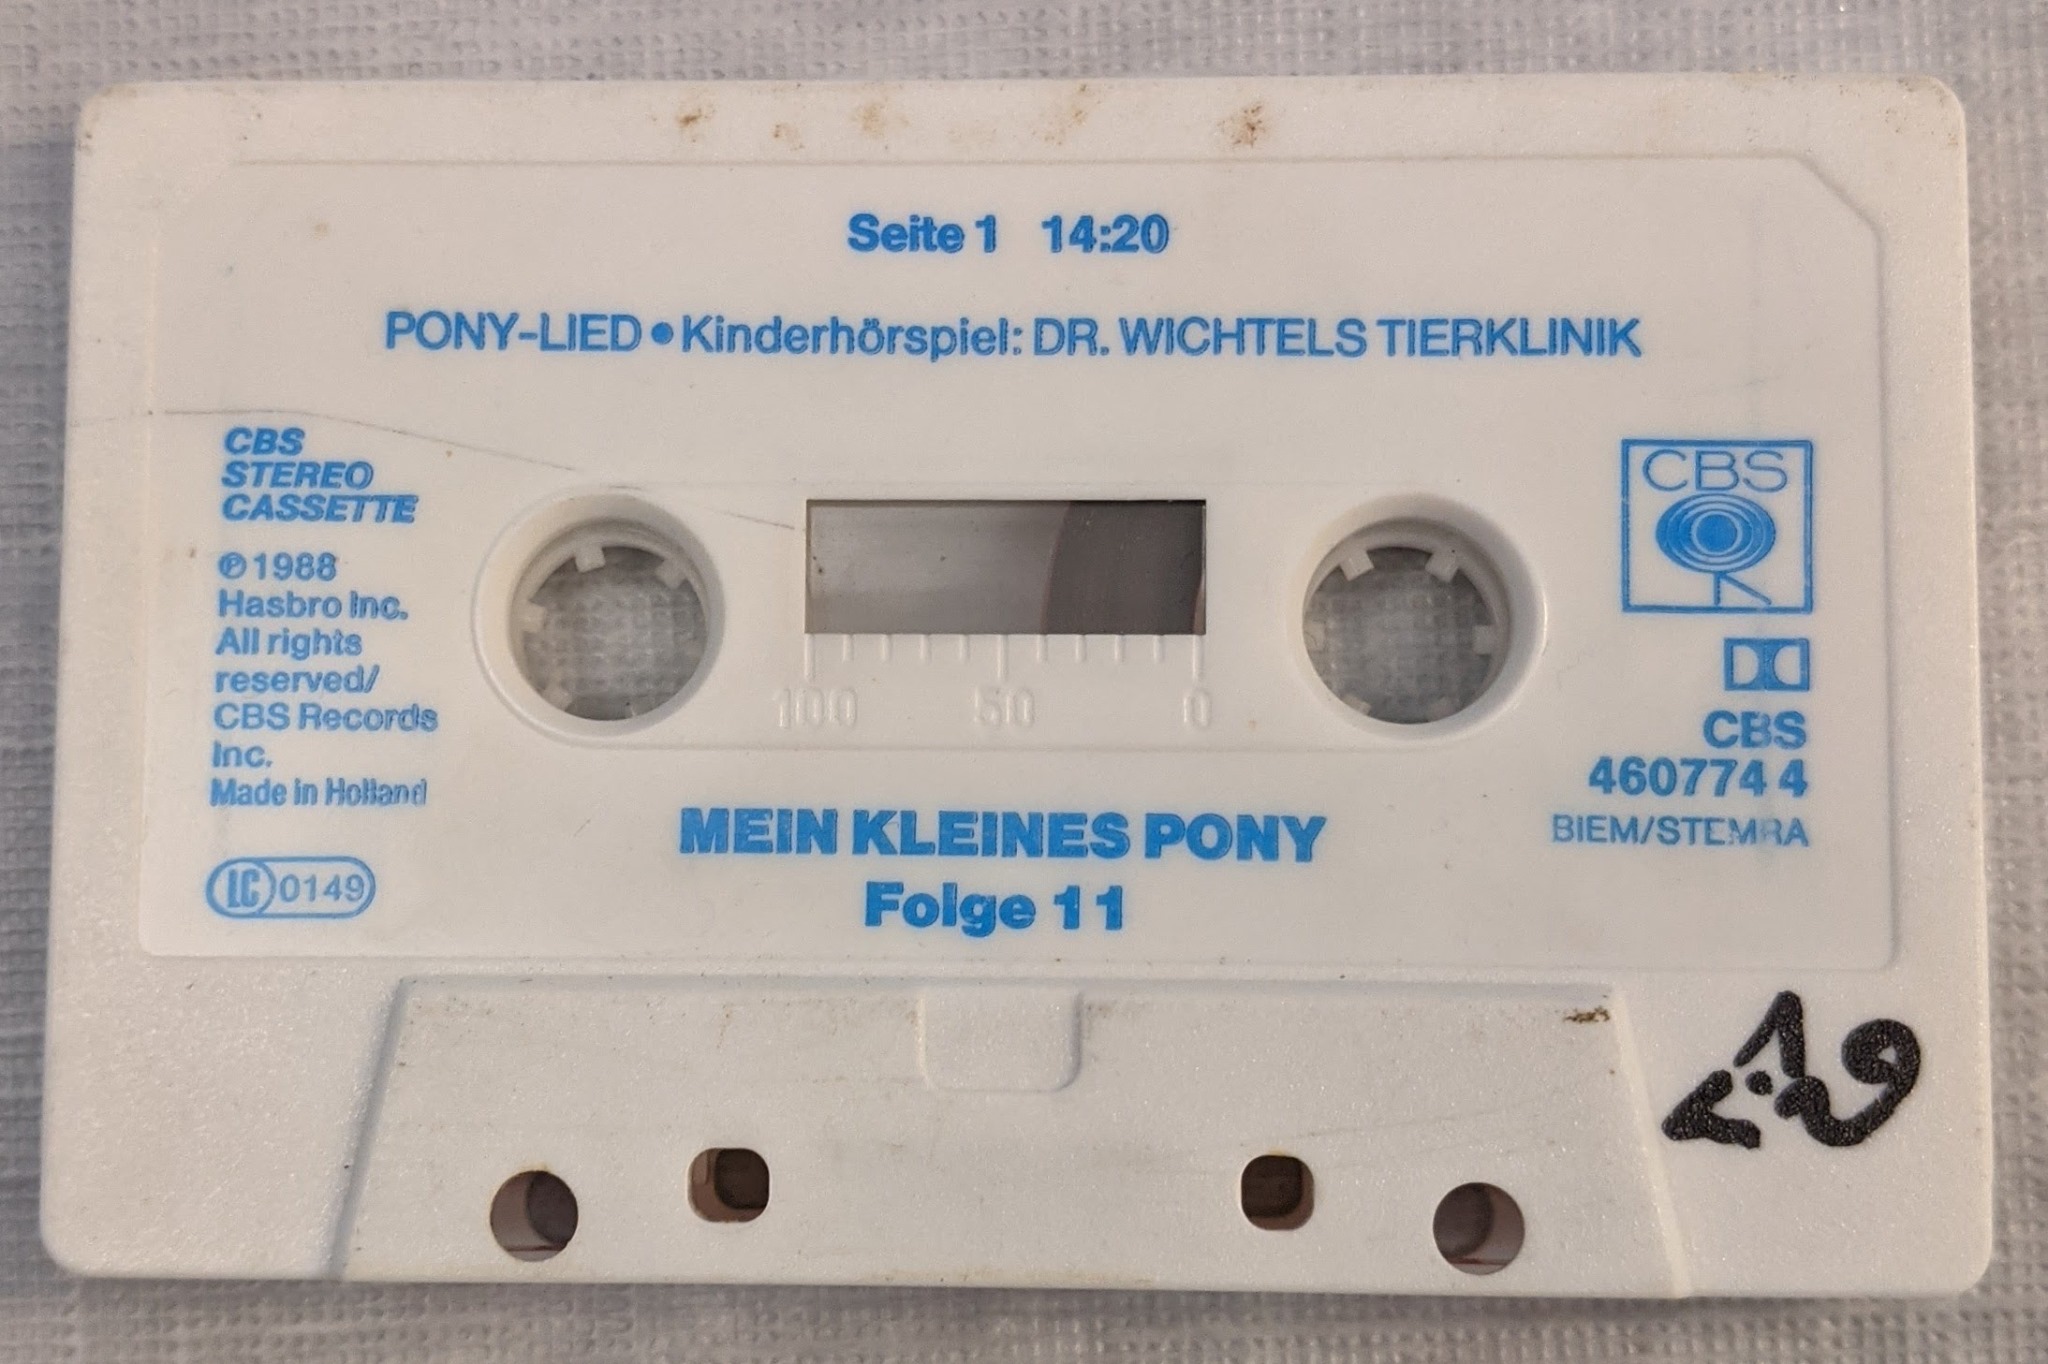 Seite 1 14:20
PONY-LIED • Kinderhörspiel: DR. WICHTELS TIERKLINIK
CBS
STEREO
CASSETTE
℗ 1988
Hasbro Inc.
All rights
reserved/
CBS Records
Inc.
Made in Holland
LC 0149
100 50 0
CBS
CBS
460774 4
BIEM/STEMRA
MEIN KLEINES PONY
Folge 11